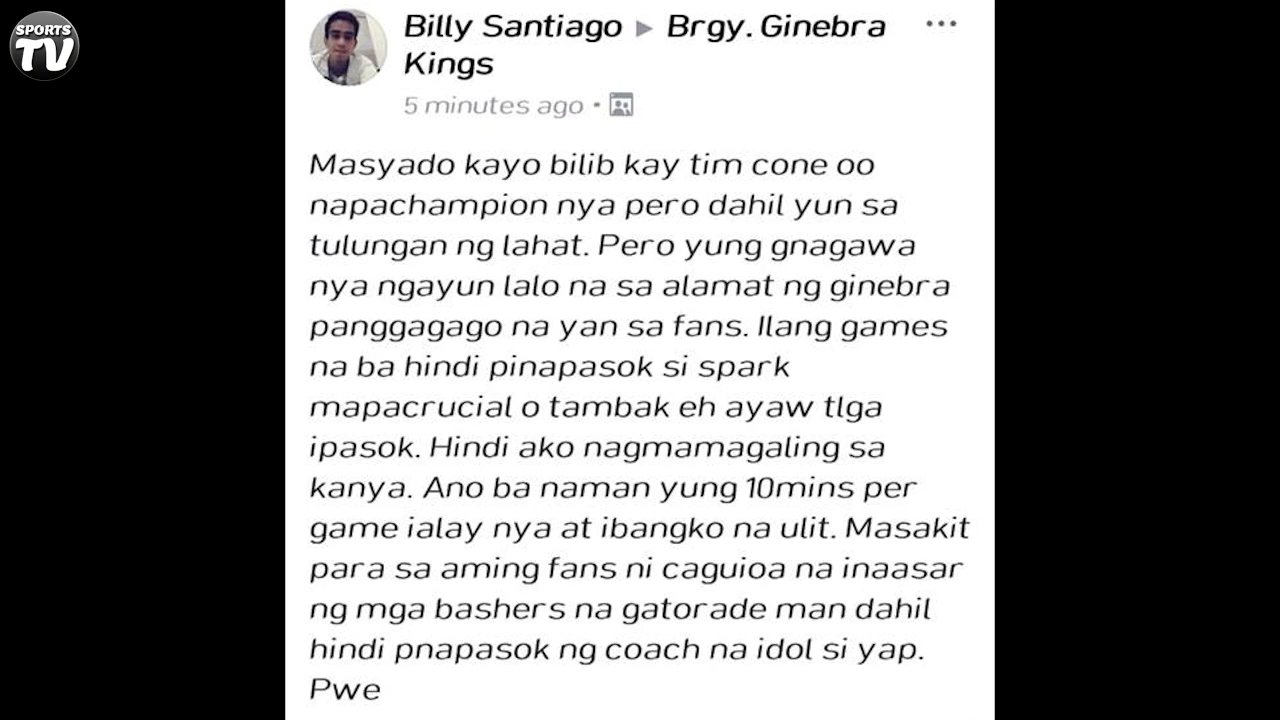 SPORTS
TV
Billy Santiago ▸ Brgy. Ginebra
Kings
5 minutes ago •
Masyado kayo bilib kay tim cone oo
napachampion nya pero dahil yun sa
tulungan ng lahat. Pero yung gnagawa
nya ngayun lalo na sa alamat ng ginebra
panggagago na yan sa fans. Ilang games
na ba hindi pinapasok si spark
mapacrucial o tambak eh ayaw tlga
ipasok. Hindi ako nagmamagaling sa
kanya. Ano ba naman yung 10mins per
game ialay nya at ibangko na ulit. Masakit
para sa aming fans ni caguioa na inaasar
ng mga bashers na gatorade man dahil
hindi pnapasok ng coach na idol si yap.
Pwe